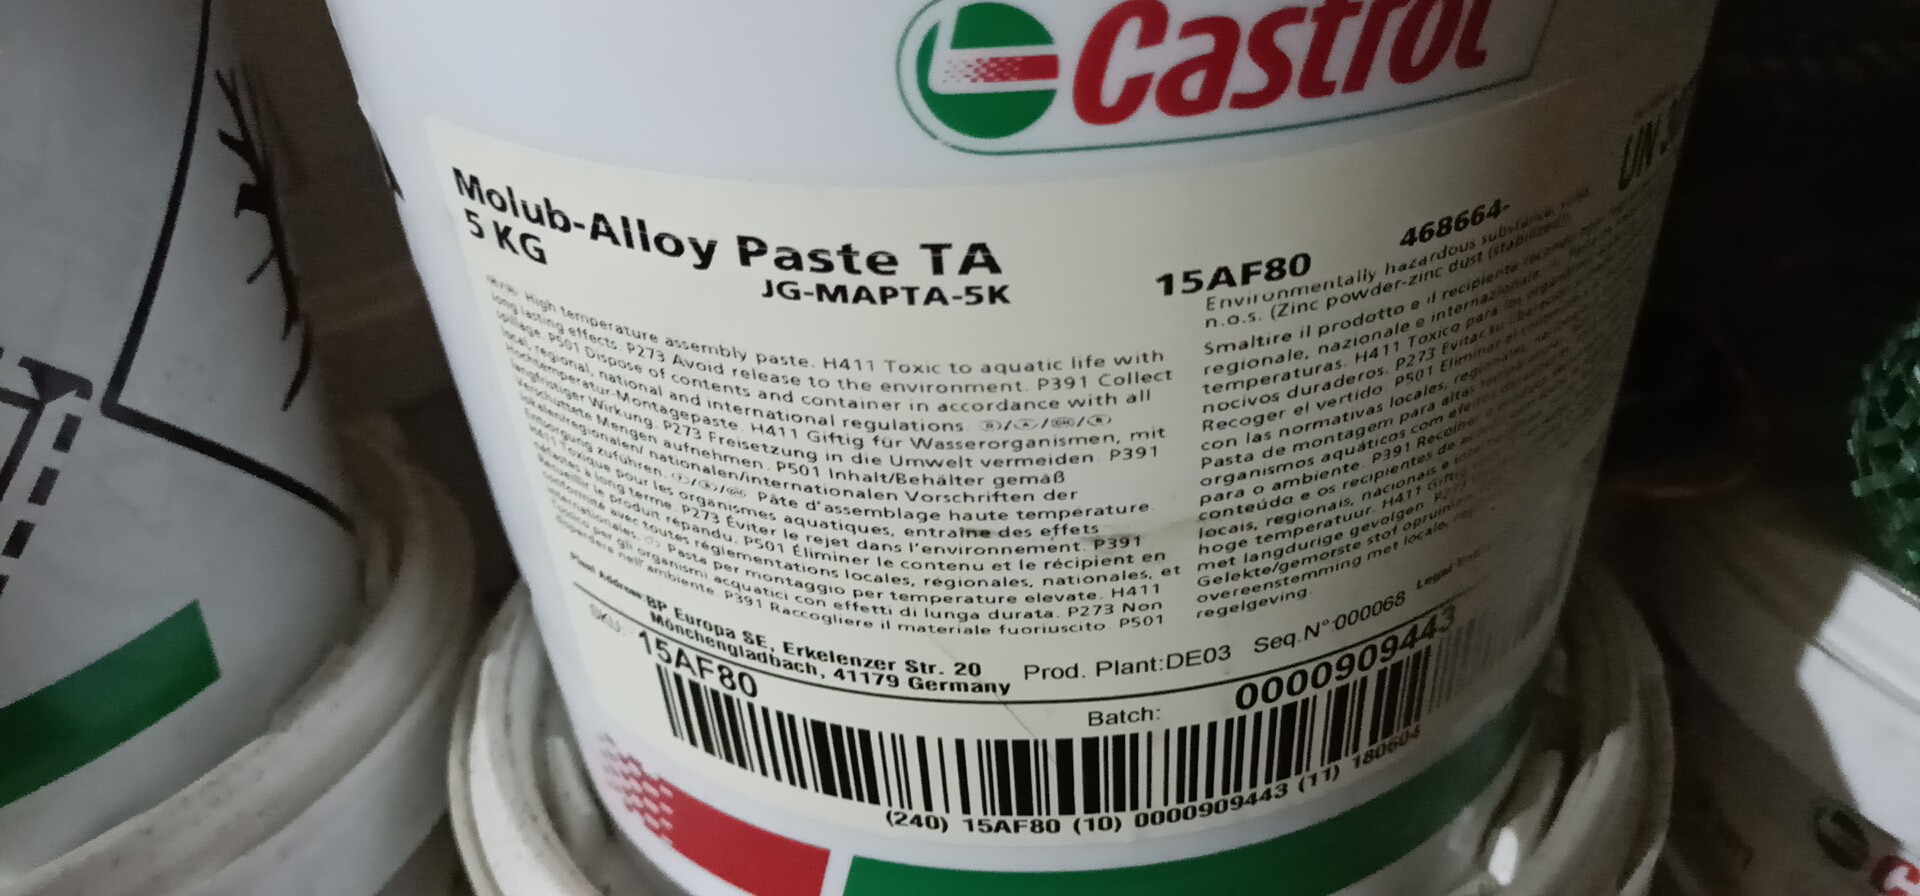 Castrol
Molub-Alloy Paste TA
5 KG
JG-MAPTA-5K
15AF80
468664-
High temperature assembly paste. H411 Toxic to aquatic life with
long lasting effects. P273 Avoid release to the environment. P391 Collect
spillage. P501 Dispose of contents and container in accordance with all
local, regional, national and international regulations.
Hochtemperatur-Montagepaste. H411 Giftig für Wasserorganismen, mit
langfristiger Wirkung. P273 Freisetzung in die Umwelt vermeiden. P391
Verschüttete Mengen aufnehmen. P501 Inhalt/Behälter gemäß
lokalen/regionalen/ nationalen/internationalen Vorschriften der
Entsorgung zuführen. Pâte d'assemblage haute temperature.
H411 Toxique pour les organismes aquatiques, entraîne des effets
néfastes à long terme. P273 Éviter le rejet dans l'environnement. P391
Recueillir le produit répandu. P501 Éliminer le contenu et le récipient en
conformité avec toutes réglementations locales, régionales, nationales, et
internationales. Pasta per montaggio per temperature elevate. H411
Tossico per gli organismi acquatici con effetti di lunga durata. P273 Non
disperdere nell'ambiente. P391 Raccogliere il materiale fuoriuscito. P501
Environmentally hazardous substance
n.o.s. (Zinc powder-zinc dust (stabilized)
Smaltire il prodotto e il recipiente
regionale, nazionale e internazionale.
temperaturas. H411 Toxico para los
nocivos duraderos. P273 Evitar su
Recoger el vertido. P501 Eliminar el
con las normativas locales,
Pasta de montagem para altas
organismos aquáticos com
para o ambiente. P391 Recolher
conteúdo e os recipientes de
locais, regionais, nacionais e
hoge temperatuur. H411 Giftig
met langdurige gevolgen.
Gelekte/gemorste stof opruimen.
overeenstemming met locale,
regelgeving.
Plant Address: BP Europa SE, Erkelenzer Str. 20
Mönchengladbach, 41179 Germany
Prod. Plant:DE03 Seq.N°:000068 Legal
SKU: 15AF80
Batch: 0000909443
(240) 15AF80 (10) 0000909443 (11) 180604